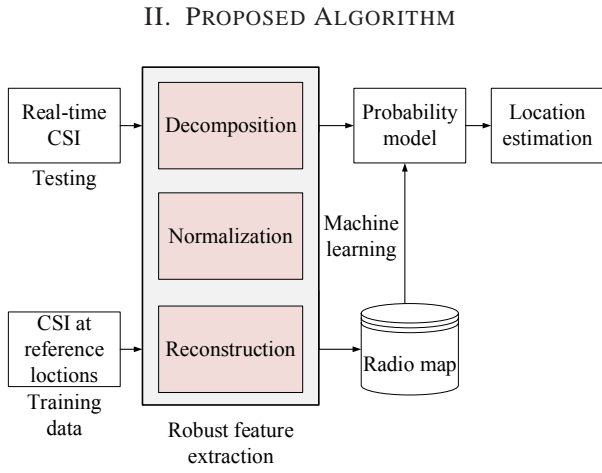 II. PROPOSED ALGORITHM
Real-time
CSI
Testing
Decomposition
Probability
model
Location
estimation
Normalization
Machine
learning
CSI at
reference
loctions
Training
data
Reconstruction
Radio map
Robust feature
extraction